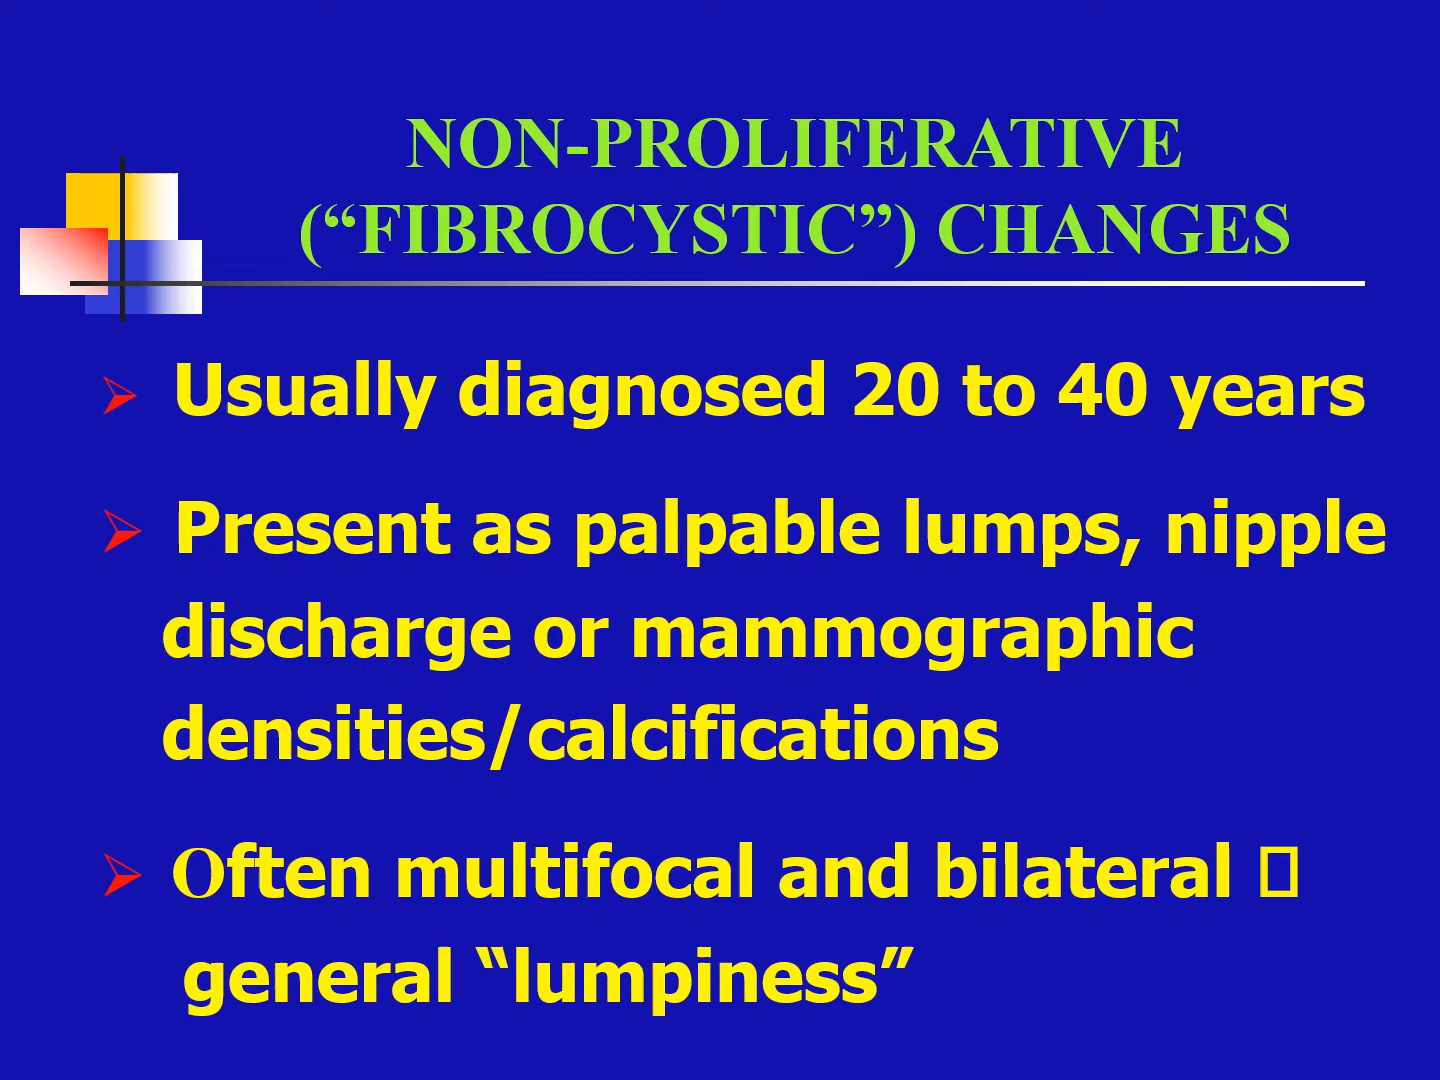 NON-PROLIFERATIVE
(“FIBROCYSTIC”) CHANGES
Usually diagnosed 20 to 40 years
Present as palpable lumps, nipple
discharge or mammographic
densities/calcifications
Often multifocal and bilateral
general “lumpiness”